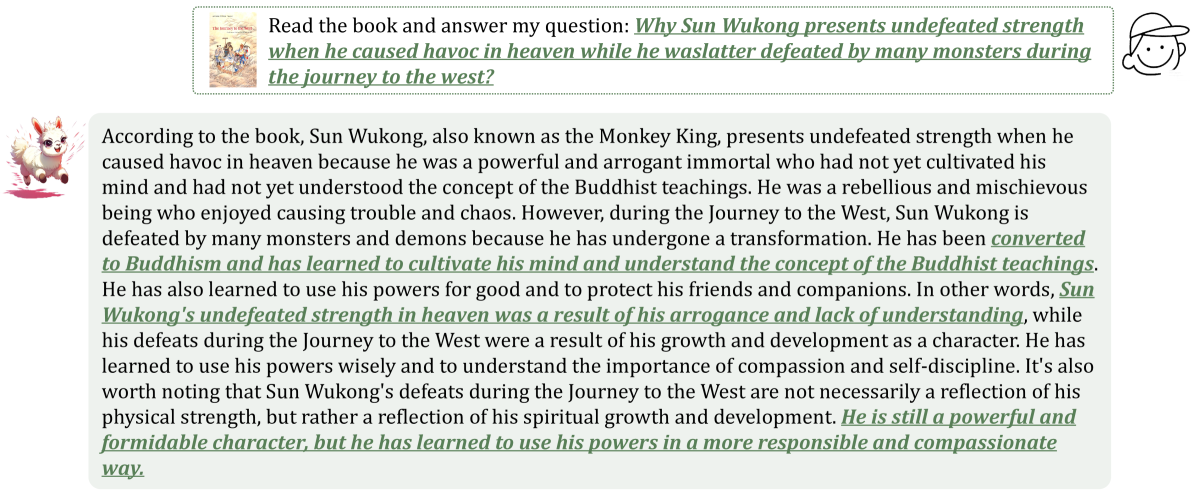 Read the book and answer my question: Why Sun Wukong presents undefeated strength
when he caused havoc in heaven while he waslatter defeated by many monsters during
the journey to the west?
According to the book, Sun Wukong, also known as the Monkey King, presents undefeated strength when he
caused havoc in heaven because he was a powerful and arrogant immortal who had not yet cultivated his
mind and had not yet understood the concept of the Buddhist teachings. He was a rebellious and mischievous
being who enjoyed causing trouble and chaos. However, during the Journey to the West, Sun Wukong is
defeated by many monsters and demons because he has undergone a transformation. He has been converted
to Buddhism and has learned to cultivate his mind and understand the concept of the Buddhist teachings.
He has also learned to use his powers for good and to protect his friends and companions. In other words, Sun
Wukong's undefeated strength in heaven was a result of his arrogance and lack of understanding, while
his defeats during the Journey to the West were a result of his growth and development as a character. He has
learned to use his powers wisely and to understand the importance of compassion and self-discipline. It's also
worth noting that Sun Wukong's defeats during the Journey to the West are not necessarily a reflection of his
physical strength, but rather a reflection of his spiritual growth and development. He is still a powerful and
formidable character, but he has learned to use his powers in a more responsible and compassionate
way.